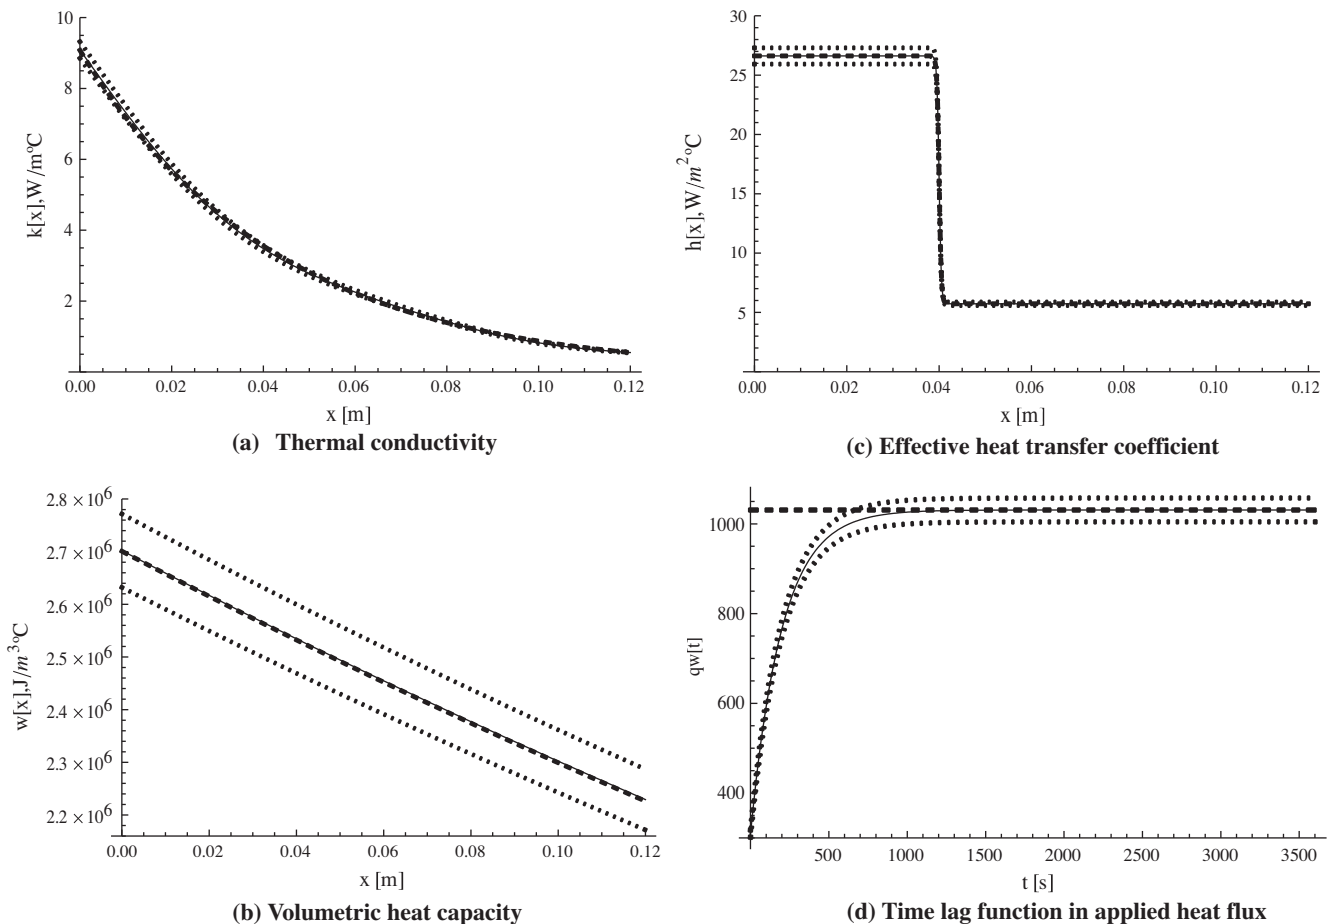 10
8
6
4
2
0.00 0.02 0.04 0.06 0.08 0.10 0.12
k[x],W/m°C
x [m]
(a) Thermal conductivity
30
25
20
15
10
5
0.00 0.02 0.04 0.06 0.08 0.10 0.12
h[x],W/m²°C
x [m]
(c) Effective heat transfer coefficient
2.8 × 10⁶
2.7 × 10⁶
2.6 × 10⁶
2.5 × 10⁶
2.4 × 10⁶
2.3 × 10⁶
2.2 × 10⁶
0.00 0.02 0.04 0.06 0.08 0.10 0.12
w[x],J/m³°C
x [m]
(b) Volumetric heat capacity
1000
800
600
400
500 1000 1500 2000 2500 3000 3500
qw[t]
t [s]
(d) Time lag function in applied heat flux